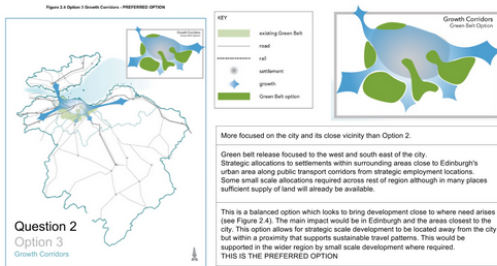 Figure 2.4 Option 3 Growth Corridors - PREFERRED OPTION
Growth Corridors
Green Belt Option
Question 2
Option 3
Growth Corridors
KEY
existing Green Belt
road
rail
settlement
growth
Green Belt option
Growth Corridors
Green Belt Option
More focused on the city and its close vicinity than Option 2.
Green belt release focused to the west and south east of the city.
Strategic allocations to settlements within surrounding areas close to Edinburgh's
urban area along public transport corridors from strategic employment locations.
Some small scale allocations required across rest of region although in many places
sufficient supply of land will already be available.
This is a balanced option which looks to bring development close to where need arises
(see Figure 2.4). The main impact would be in Edinburgh and the areas closest to the
city. This option allows for strategic scale development to be located away from the city
but within a proximity that supports sustainable travel patterns. This would be
supported in the wider region by small scale development where required.
THIS IS THE PREFERRED OPTION